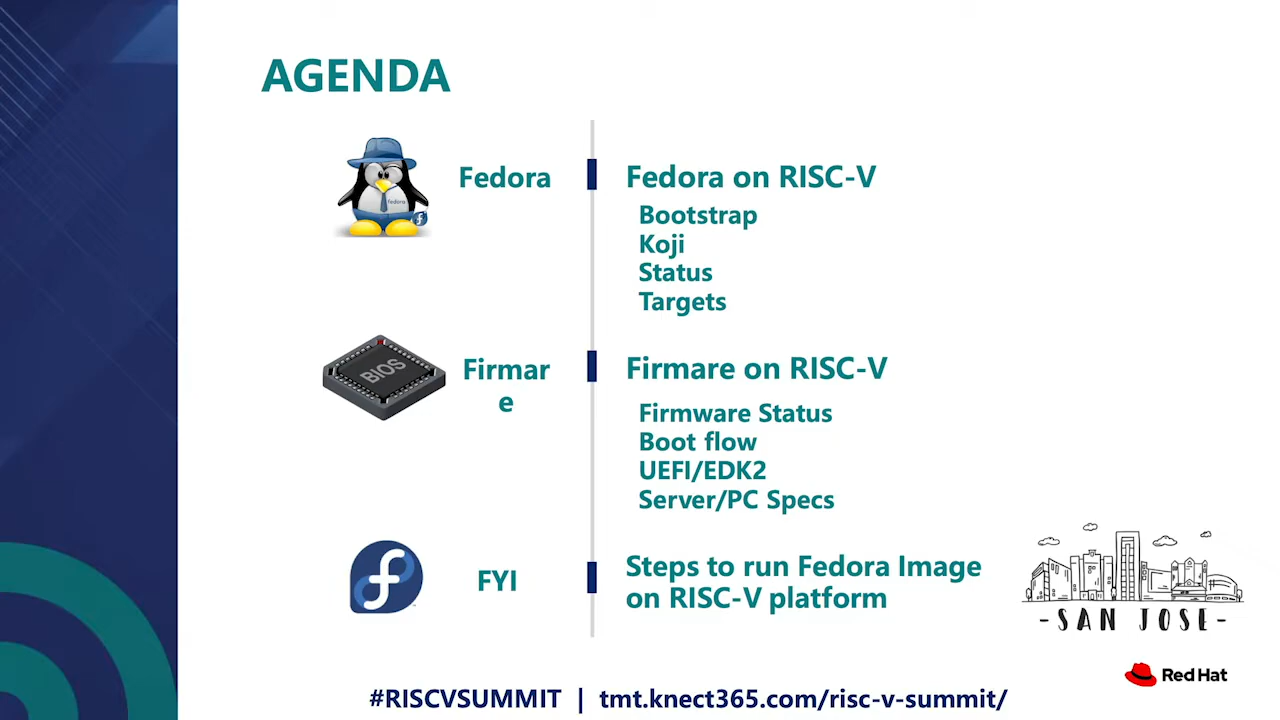 AGENDA
fedora
Fedora
Fedora on RISC-V
Bootstrap
Koji
Status
Targets
BIOS
Firmar
e
Firmare on RISC-V
Firmware Status
Boot flow
UEFI/EDK2
Server/PC Specs
FYI
Steps to run Fedora Image
on RISC-V platform
-SAN JOSE-
Red Hat
#RISCVSUMMIT | tmt.knect365.com/risc-v-summit/